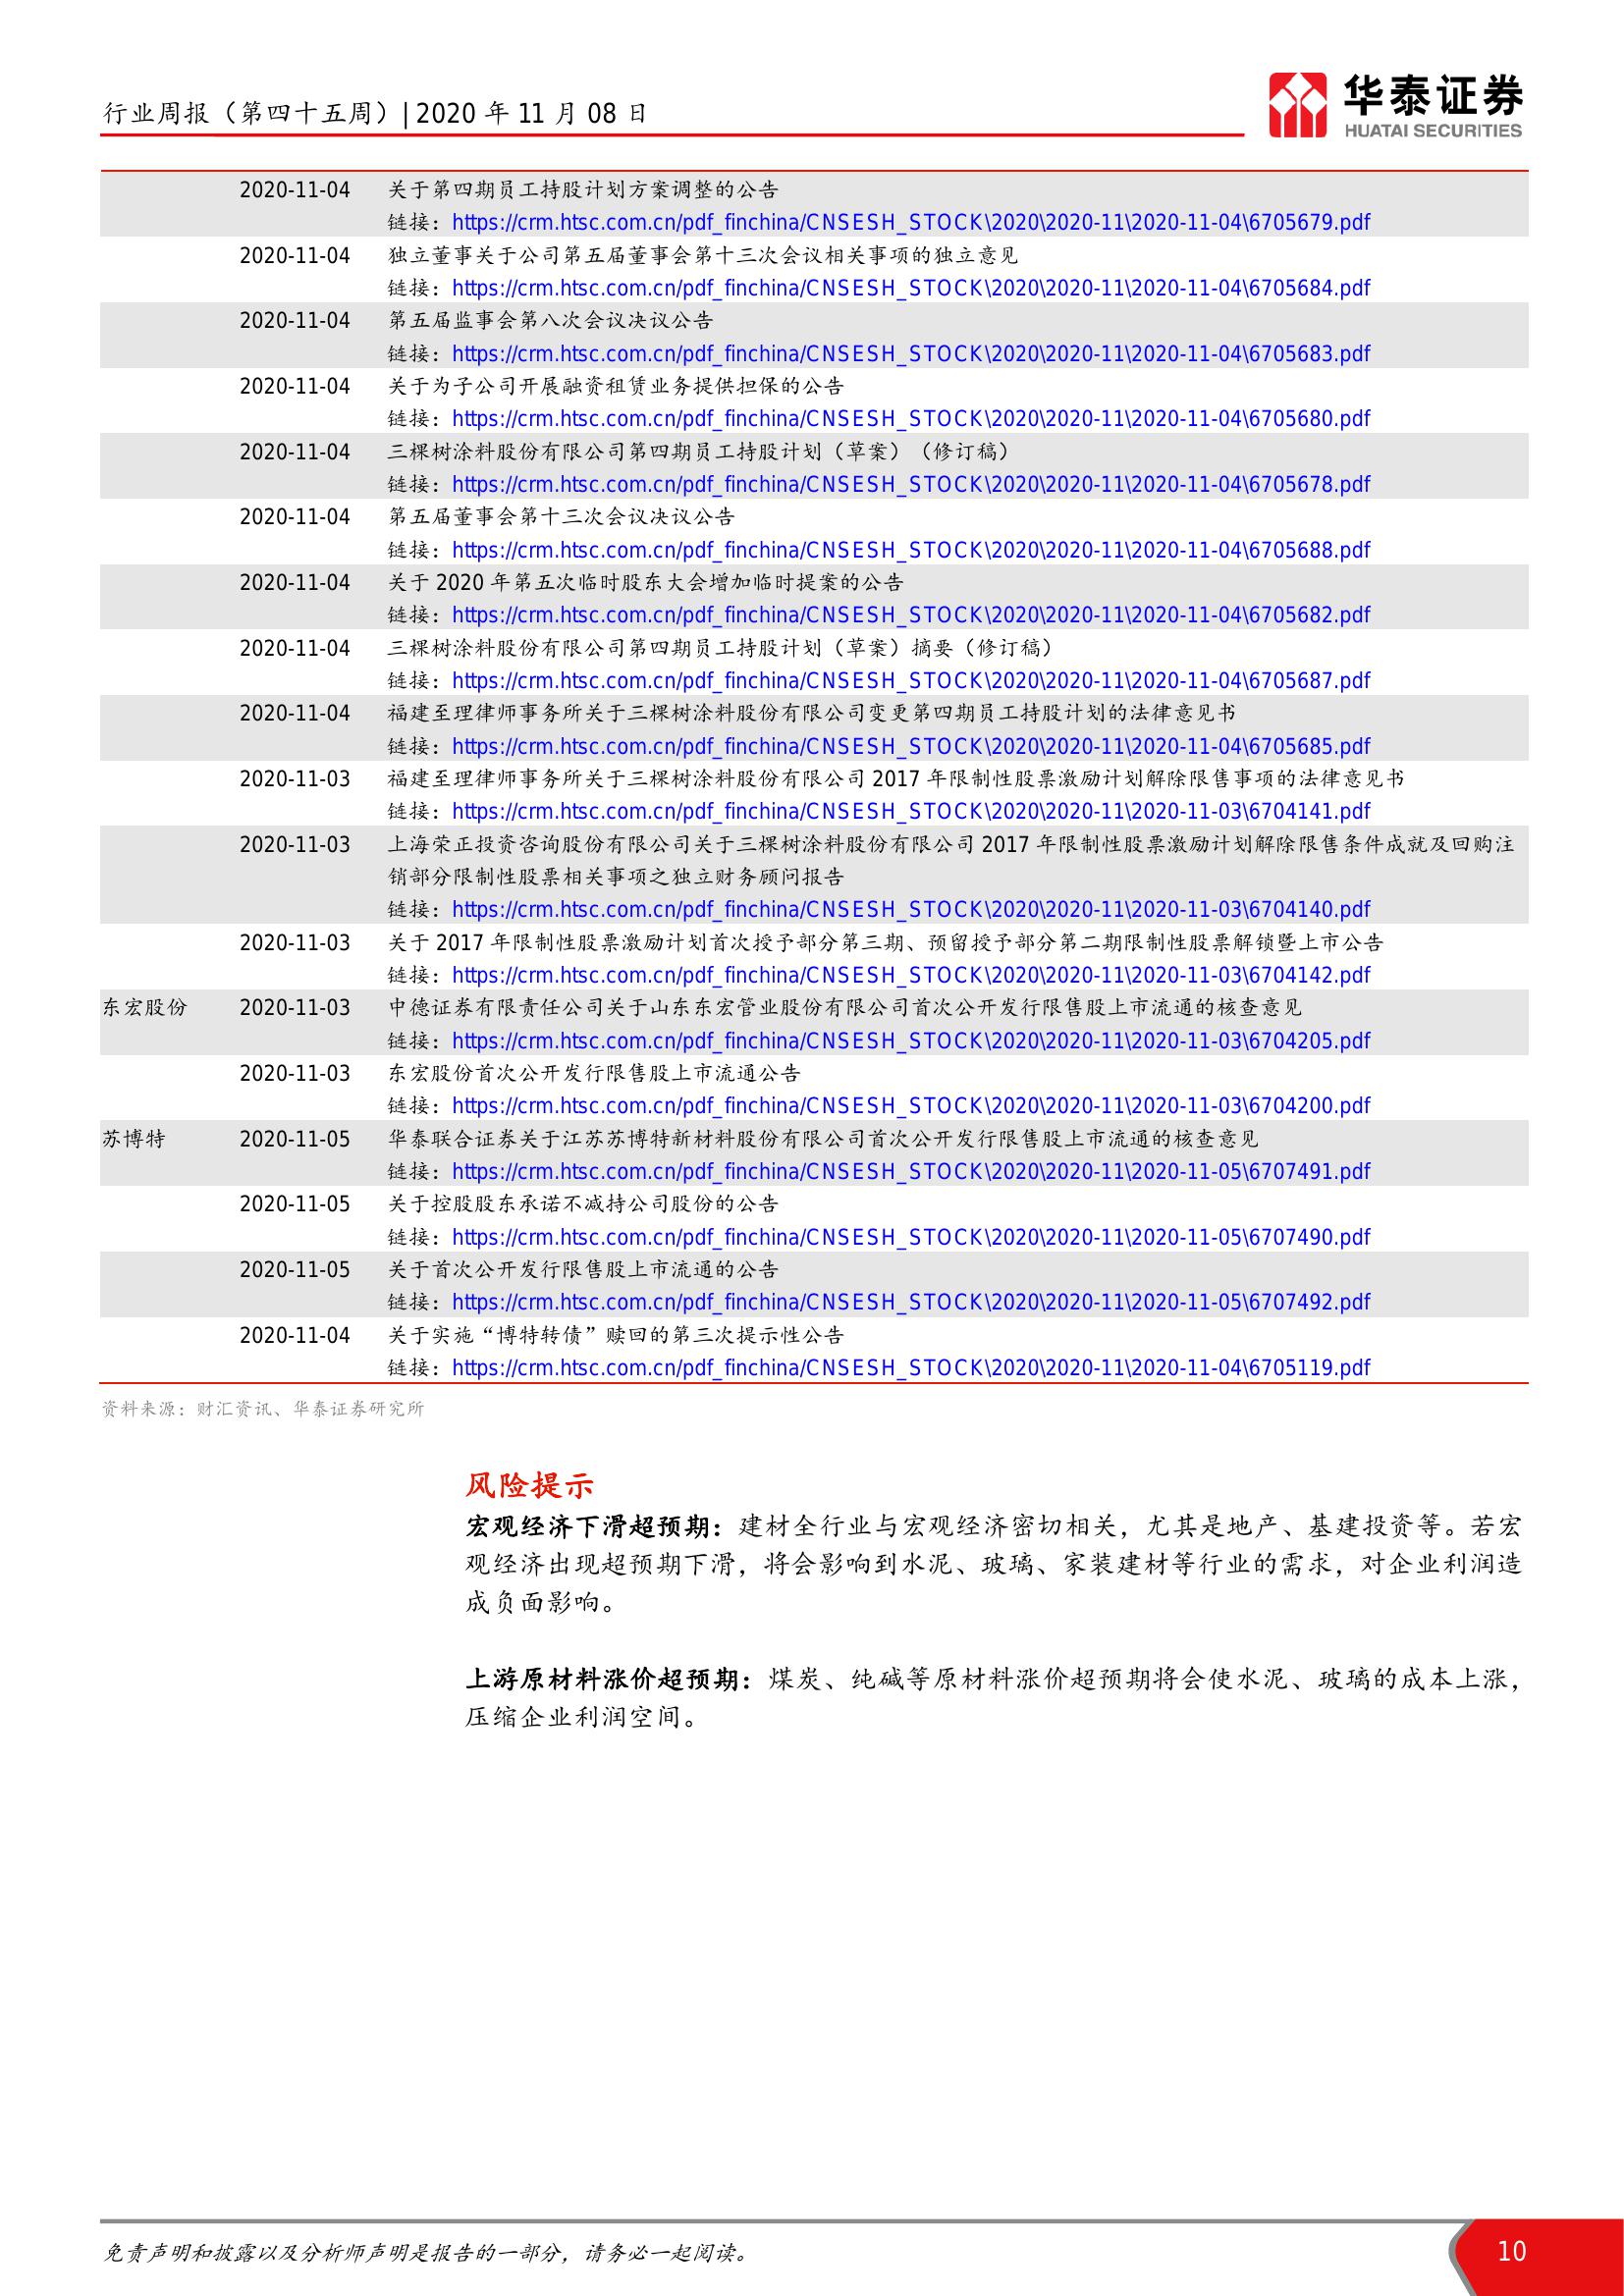 行业周报（第四十五周）| 2020 年 11 月 08 日
华泰证券
HUATAI SECURITIES
2020-11-04 关于第四期员工持股计划方案调整的公告
链接：https://crm.htsc.com.cn/pdf_finchina/CNSESH_STOCK\2020\2020-11\2020-11-04\6705679.pdf
2020-11-04 独立董事关于公司第五届董事会第十三次会议相关事项的独立意见
链接：https://crm.htsc.com.cn/pdf_finchina/CNSESH_STOCK\2020\2020-11\2020-11-04\6705684.pdf
2020-11-04 第五届监事会第八次会议决议公告
链接：https://crm.htsc.com.cn/pdf_finchina/CNSESH_STOCK\2020\2020-11\2020-11-04\6705683.pdf
2020-11-04 关于为子公司开展融资租赁业务提供担保的公告
链接：https://crm.htsc.com.cn/pdf_finchina/CNSESH_STOCK\2020\2020-11\2020-11-04\6705680.pdf
2020-11-04 三棵树涂料股份有限公司第四期员工持股计划（草案）（修订稿）
链接：https://crm.htsc.com.cn/pdf_finchina/CNSESH_STOCK\2020\2020-11\2020-11-04\6705678.pdf
2020-11-04 第五届董事会第十三次会议决议公告
链接：https://crm.htsc.com.cn/pdf_finchina/CNSESH_STOCK\2020\2020-11\2020-11-04\6705688.pdf
2020-11-04 关于 2020 年第五次临时股东大会增加临时提案的公告
链接：https://crm.htsc.com.cn/pdf_finchina/CNSESH_STOCK\2020\2020-11\2020-11-04\6705682.pdf
2020-11-04 三棵树涂料股份有限公司第四期员工持股计划（草案）摘要（修订稿）
链接：https://crm.htsc.com.cn/pdf_finchina/CNSESH_STOCK\2020\2020-11\2020-11-04\6705687.pdf
2020-11-04 福建至理律师事务所关于三棵树涂料股份有限公司变更第四期员工持股计划的法律意见书
链接：https://crm.htsc.com.cn/pdf_finchina/CNSESH_STOCK\2020\2020-11\2020-11-04\6705685.pdf
2020-11-03 福建至理律师事务所关于三棵树涂料股份有限公司 2017 年限制性股票激励计划解除限售事项的法律意见书
链接：https://crm.htsc.com.cn/pdf_finchina/CNSESH_STOCK\2020\2020-11\2020-11-03\6704141.pdf
2020-11-03 上海荣正投资咨询股份有限公司关于三棵树涂料股份有限公司 2017 年限制性股票激励计划解除限售条件成就及回购注
销部分限制性股票相关事项之独立财务顾问报告
链接：https://crm.htsc.com.cn/pdf_finchina/CNSESH_STOCK\2020\2020-11\2020-11-03\6704140.pdf
2020-11-03 关于 2017 年限制性股票激励计划首次授予部分第三期、预留授予部分第二期限制性股票解锁暨上市公告
链接：https://crm.htsc.com.cn/pdf_finchina/CNSESH_STOCK\2020\2020-11\2020-11-03\6704142.pdf
东宏股份 2020-11-03 中德证券有限责任公司关于山东东宏管业股份有限公司首次公开发行限售股上市流通的核查意见
链接：https://crm.htsc.com.cn/pdf_finchina/CNSESH_STOCK\2020\2020-11\2020-11-03\6704205.pdf
2020-11-03 东宏股份首次公开发行限售股上市流通公告
链接：https://crm.htsc.com.cn/pdf_finchina/CNSESH_STOCK\2020\2020-11\2020-11-03\6704200.pdf
苏博特 2020-11-05 华泰联合证券关于江苏苏博特新材料股份有限公司首次公开发行限售股上市流通的核查意见
链接：https://crm.htsc.com.cn/pdf_finchina/CNSESH_STOCK\2020\2020-11\2020-11-05\6707491.pdf
2020-11-05 关于控股股东承诺不减持公司股份的公告
链接：https://crm.htsc.com.cn/pdf_finchina/CNSESH_STOCK\2020\2020-11\2020-11-05\6707490.pdf
2020-11-05 关于首次公开发行限售股上市流通的公告
链接：https://crm.htsc.com.cn/pdf_finchina/CNSESH_STOCK\2020\2020-11\2020-11-05\6707492.pdf
2020-11-04 关于实施“博特转债”赎回的第三次提示性公告
链接：https://crm.htsc.com.cn/pdf_finchina/CNSESH_STOCK\2020\2020-11\2020-11-04\6705119.pdf
资料来源：财汇资讯、华泰证券研究所
风险提示
宏观经济下滑超预期：建材全行业与宏观经济密切相关，尤其是地产、基建投资等。若宏
观经济出现超预期下滑，将会影响到水泥、玻璃、家装建材等行业的需求，对企业利润造
成负面影响。
上游原材料涨价超预期：煤炭、纯碱等原材料涨价超预期将会使水泥、玻璃的成本上涨，
压缩企业利润空间。
免责声明和披露以及分析师声明是报告的一部分，请务必一起阅读。
10